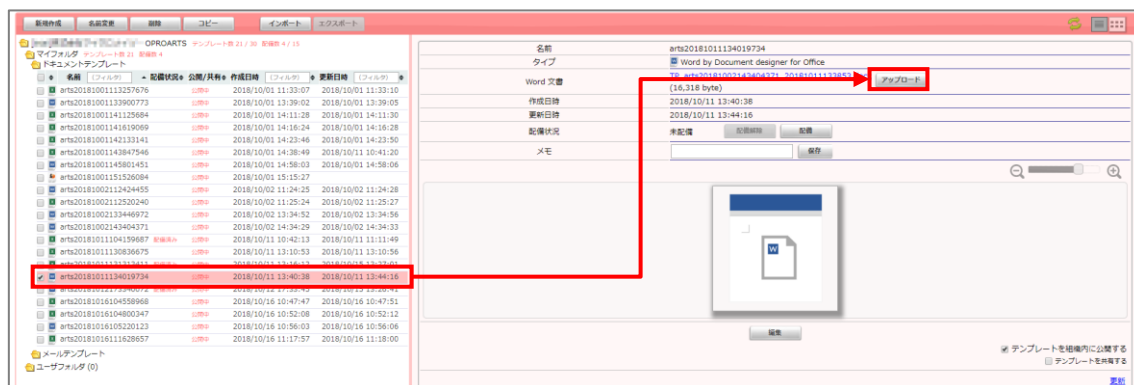 新規作成 名前変更 削除 コピー インポート エクスポート
OPROARTS テンプレート数 21 / 30 配備数 4 / 15
マイフォルダ テンプレート数 21 配備数 4
ドキュメントテンプレート
名前 (フィルタ) 配備状況 公開/共有 作成日時 (フィルタ) 更新日時 (フィルタ)
arts20181001113257676 公開中 2018/10/01 11:33:07 2018/10/01 11:33:10
arts20181001133900773 公開中 2018/10/01 13:39:02 2018/10/01 13:39:05
arts20181001141125684 公開中 2018/10/01 14:11:28 2018/10/01 14:11:30
arts20181001141619069 公開中 2018/10/01 14:16:24 2018/10/01 14:16:28
arts20181001142133141 公開中 2018/10/01 14:23:46 2018/10/01 14:23:50
arts20181001143847546 公開中 2018/10/01 14:38:49 2018/10/11 10:41:20
arts20181001145801451 公開中 2018/10/01 14:58:03 2018/10/01 14:58:06
arts20181001151526084 公開中 2018/10/01 15:15:27
arts20181002112424455 公開中 2018/10/02 11:24:25 2018/10/02 11:24:28
arts20181002112520240 公開中 2018/10/02 11:25:24 2018/10/02 11:25:27
arts20181002133446972 公開中 2018/10/02 13:34:52 2018/10/02 13:34:56
arts20181002143404371 公開中 2018/10/02 14:34:29 2018/10/02 14:34:33
arts20181011104159687 配備済み 公開中 2018/10/11 10:42:13 2018/10/11 11:11:49
arts20181011130836675 公開中 2018/10/11 13:10:53 2018/10/11 13:10:56
arts20181011134019734 公開中 2018/10/11 13:40:38 2018/10/11 13:44:16
arts20181016104558968 公開中 2018/10/16 10:47:47 2018/10/16 10:47:51
arts20181016104800347 公開中 2018/10/16 10:52:08 2018/10/16 10:52:12
arts20181016105220123 公開中 2018/10/16 10:56:03 2018/10/16 10:56:06
arts20181016111628657 公開中 2018/10/16 11:17:57 2018/10/16 11:18:00
メールテンプレート
ユーザフォルダ (0)
名前 arts20181011134019734
タイプ Word by Document designer for Office
Word 文書 TP_arts20181002143404371_20181011133853 アップロード
(16,318 byte)
作成日時 2018/10/11 13:40:38
更新日時 2018/10/11 13:44:16
配備状況 未配備 配備解除 配備
メモ 保存
編集
テンプレートを組織内に公開する
テンプレートを共有する
更新